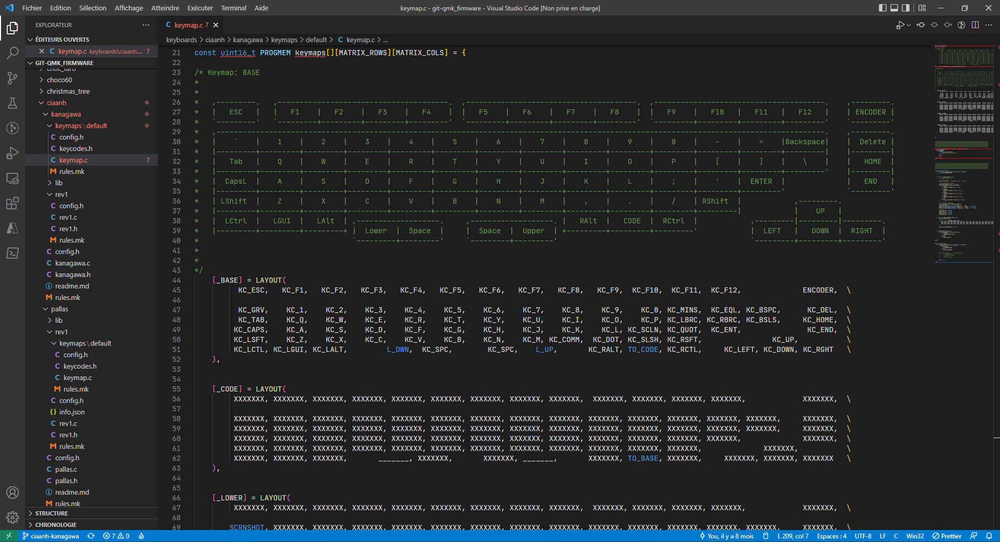 Fichier Edition Sélection Affichage Atteindre Exécuter Terminal Aide
keymap.c - git-qmk_firmware - Visual Studio Code [Non prise en charge]
EXPLORATEUR
ÉDITEURS OUVERTS
keymap.c keyboards\ciaanh... 7
GIT-QMK_FIRMWARE
choc_taro
choco60
christmas_tree
ciaanh
kanagawa
keymaps\default
config.h
keycodes.h
keymap.c 7
rules.mk
lib
rev1
config.h
rev1.c
rev1.h
rules.mk
config.h
kanagawa.c
kanagawa.h
readme.md
rules.mk
pallas
lib
rev1
keymaps\default
config.h
keycodes.h
keymap.c
rules.mk
config.h
info.json
rev1.c
rev1.h
rules.mk
config.h
pallas.c
pallas.h
readme.md
rules.mk
STRUCTURE
CHRONOLOGIE
keymap.c 7
keyboards > ciaanh > kanagawa > keymaps > default > C keymap.c > ...
21 const uint16_t PROGMEM keymaps[][MATRIX_ROWS][MATRIX_COLS] = {
22
23 /* Keymap: BASE
24 *
25 *
26 * ,---------. ,---------------------------------------. ,---------------------------------------. ,---------------------------------------. ,---------.
27 * | ESC | | F1 | F2 | F3 | F4 | | F5 | F6 | F7 | F8 | | F9 | F10 | F11 | F12 | | ENCODER |
28 * `---------' `---------+---------+---------+---------' `---------+---------+---------+---------' `---------+---------+---------+---------' `---------'
29 * ,-------------------------------------------------------------------------------------------------------------------------------------------. ,---------.
30 * | ` | 1 | 2 | 3 | 4 | 5 | 6 | 7 | 8 | 9 | 0 | - | = |Backspace| | Delete |
31 * |---------+---------+---------+---------+---------+---------+---------+---------+---------+---------+---------+---------+---------+---------| |---------|
32 * | Tab | Q | W | E | R | T | Y | U | I | O | P | [ | ] | \ | | HOME |
33 * |---------+---------+---------+---------+---------+---------+---------+---------+---------+---------+---------+---------+---------+---------' |---------|
34 * | CapsL | A | S | D | F | G | H | J | K | L | ; | ' | ENTER | | END |
35 * |---------+---------+---------+---------+---------+---------+---------+---------+---------+---------+---------+---------+---------' `---------'
36 * | LShift | Z | X | C | V | B | N | M | , | . | / | RShift | ,---------.
37 * |---------+---------+---------+---------+---------+---------+---------+---------+---------+---------+---------+---------| | UP |
38 * | LCtrl | LGUI | LAlt | ,-------------------. ,-------------------. | RAlt | CODE | RCtrl | ,---------|---------|---------.
39 * |---------+---------+---------+ | Lower | Space | | Space | Upper | +---------+---------+---------' | LEFT | DOWN | RIGHT |
40 * `---------+---------' `---------+---------' `---------+---------+---------'
41 *
42 *
43 */
44 [_BASE] = LAYOUT(
45 KC_ESC, KC_F1, KC_F2, KC_F3, KC_F4, KC_F5, KC_F6, KC_F7, KC_F8, KC_F9, KC_F10, KC_F11, KC_F12, ENCODER, \
46
47 KC_GRV, KC_1, KC_2, KC_3, KC_4, KC_5, KC_6, KC_7, KC_8, KC_9, KC_0, KC_MINS, KC_EQL, KC_BSPC, KC_DEL, \
48 KC_TAB, KC_Q, KC_W, KC_E, KC_R, KC_T, KC_Y, KC_U, KC_I, KC_O, KC_P, KC_LBRC, KC_RBRC, KC_BSLS, KC_HOME, \
49 KC_CAPS, KC_A, KC_S, KC_D, KC_F, KC_G, KC_H, KC_J, KC_K, KC_L, KC_SCLN, KC_QUOT, KC_ENT, KC_END, \
50 KC_LSFT, KC_Z, KC_X, KC_C, KC_V, KC_B, KC_N, KC_M, KC_COMM, KC_DOT, KC_SLSH, KC_RSFT, KC_UP, \
51 KC_LCTL, KC_LGUI, KC_LALT, L_DWN, KC_SPC, KC_SPC, L_UP, KC_RALT, TO_CODE, KC_RCTL, KC_LEFT, KC_DOWN, KC_RGHT \
52 ),
53
54
55 [_CODE] = LAYOUT(
56 XXXXXXX, XXXXXXX, XXXXXXX, XXXXXXX, XXXXXXX, XXXXXXX, XXXXXXX, XXXXXXX, XXXXXXX, XXXXXXX, XXXXXXX, XXXXXXX, XXXXXXX, XXXXXXX, \
57
58 XXXXXXX, XXXXXXX, XXXXXXX, XXXXXXX, XXXXXXX, XXXXXXX, XXXXXXX, XXXXXXX, XXXXXXX, XXXXXXX, XXXXXXX, XXXXXXX, XXXXXXX, XXXXXXX, XXXXXXX, \
59 XXXXXXX, XXXXXXX, XXXXXXX, XXXXXXX, XXXXXXX, XXXXXXX, XXXXXXX, XXXXXXX, XXXXXXX, XXXXXXX, XXXXXXX, XXXXXXX, XXXXXXX, XXXXXXX, XXXXXXX, \
60 XXXXXXX, XXXXXXX, XXXXXXX, XXXXXXX, XXXXXXX, XXXXXXX, XXXXXXX, XXXXXXX, XXXXXXX, XXXXXXX, XXXXXXX, XXXXXXX, XXXXXXX, XXXXXXX, \
61 XXXXXXX, XXXXXXX, XXXXXXX, XXXXXXX, XXXXXXX, XXXXXXX, XXXXXXX, XXXXXXX, XXXXXXX, XXXXXXX, XXXXXXX, XXXXXXX, XXXXXXX, \
62 XXXXXXX, XXXXXXX, XXXXXXX, _______, XXXXXXX, XXXXXXX, _______, XXXXXXX, TO_BASE, XXXXXXX, XXXXXXX, XXXXXXX, XXXXXXX \
63 ),
64
65
66 [_LOWER] = LAYOUT(
67 XXXXXXX, XXXXXXX, XXXXXXX, XXXXXXX, XXXXXXX, XXXXXXX, XXXXXXX, XXXXXXX, XXXXXXX, XXXXXXX, XXXXXXX, XXXXXXX, XXXXXXX, XXXXXXX, \
68
69 SCRNSHOT, XXXXXXX, XXXXXXX, XXXXXXX, XXXXXXX, XXXXXXX, XXXXXXX, XXXXXXX, XXXXXXX, XXXXXXX, XXXXXXX, XXXXXXX, XXXXXXX, XXXXXXX, XXXXXXX, \
ciaanh-kanagawa 7 0 You, il y a 8 mois L 209, col 7 Espaces : 4 UTF-8 LF C Win32 Prettier